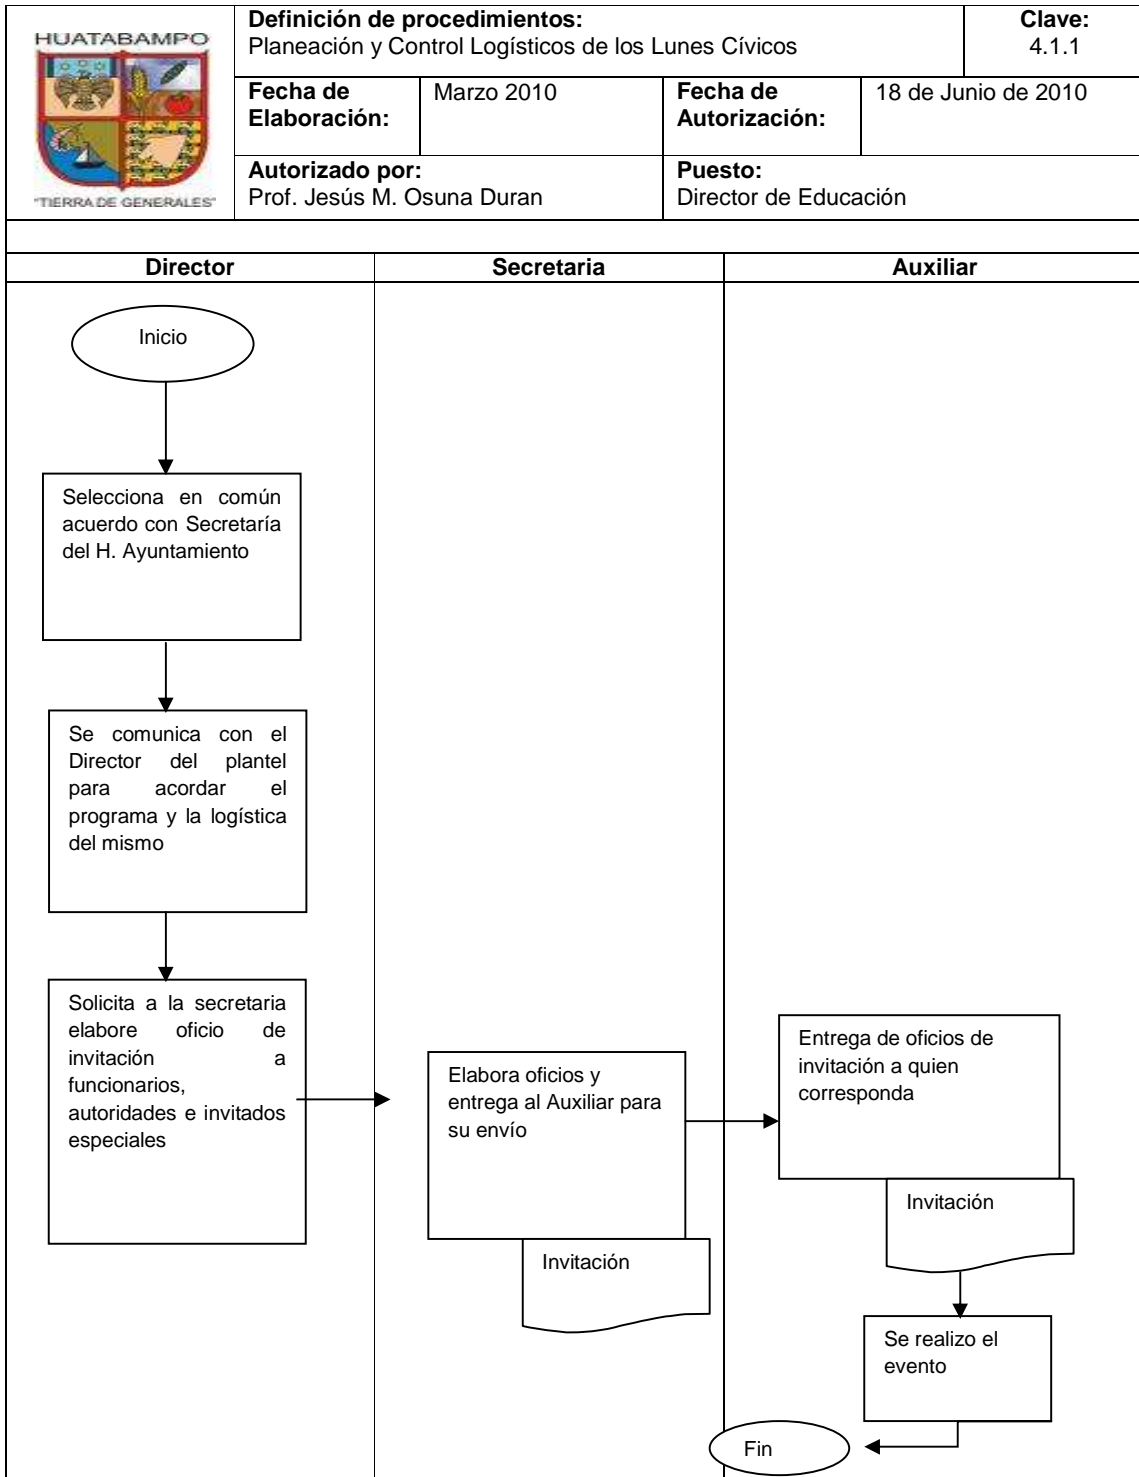 HUATABAMPO
"TIERRA DE GENERALES"
Definición de procedimientos:
Planeación y Control Logísticos de los Lunes Cívicos
Clave:
4.1.1
Fecha de
Elaboración:
Marzo 2010
Fecha de
Autorización:
18 de Junio de 2010
Autorizado por:
Prof. Jesús M. Osuna Duran
Puesto:
Director de Educación
Director
Secretaria
Auxiliar
Inicio
Selecciona en común
acuerdo con Secretaría
del H. Ayuntamiento
Se comunica con el
Director del plantel
para acordar el
programa y la logística
del mismo
Solicita a la secretaria
elabore oficio de
invitación a
funcionarios,
autoridades e invitados
especiales
Elabora oficios y
entrega al Auxiliar para
su envío
Invitación
Entrega de oficios de
invitación a quien
corresponda
Invitación
Se realizo el
evento
Fin